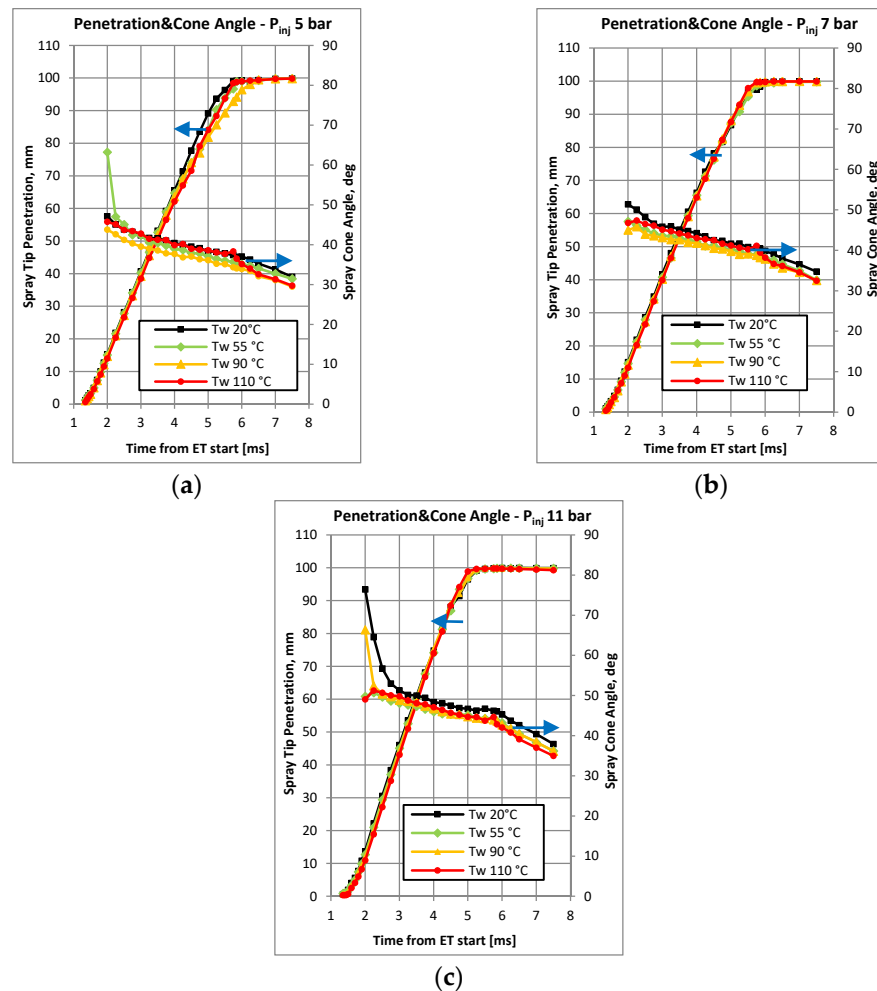 Penetration&Cone Angle - Pinj 5 bar
110
100
90
80
70
60
50
40
30
20
10
0
Spray Tip Penetration, mm
90
80
70
60
50
40
30
20
10
0
Spray Cone Angle, deg
Tw 20°C
Tw 55 °C
Tw 90 °C
Tw 110 °C
1 2 3 4 5 6 7 8
Time from ET start [ms]
(a)
Penetration&Cone Angle - Pinj 7 bar
110
100
90
80
70
60
50
40
30
20
10
0
Spray Tip Penetration, mm
90
80
70
60
50
40
30
20
10
0
Spray Cone Angle, deg
Tw 20°C
Tw 55 °C
Tw 90 °C
Tw 110 °C
1 2 3 4 5 6 7 8
Time from ET start [ms]
(b)
Penetration&Cone Angle - Pinj 11 bar
110
100
90
80
70
60
50
40
30
20
10
0
Spray Tip Penetration, mm
90
80
70
60
50
40
30
20
10
0
Spray Cone Angle, deg
Tw 20°C
Tw 55 °C
Tw 90 °C
Tw 110 °C
1 2 3 4 5 6 7 8
Time from ET start [ms]
(c)